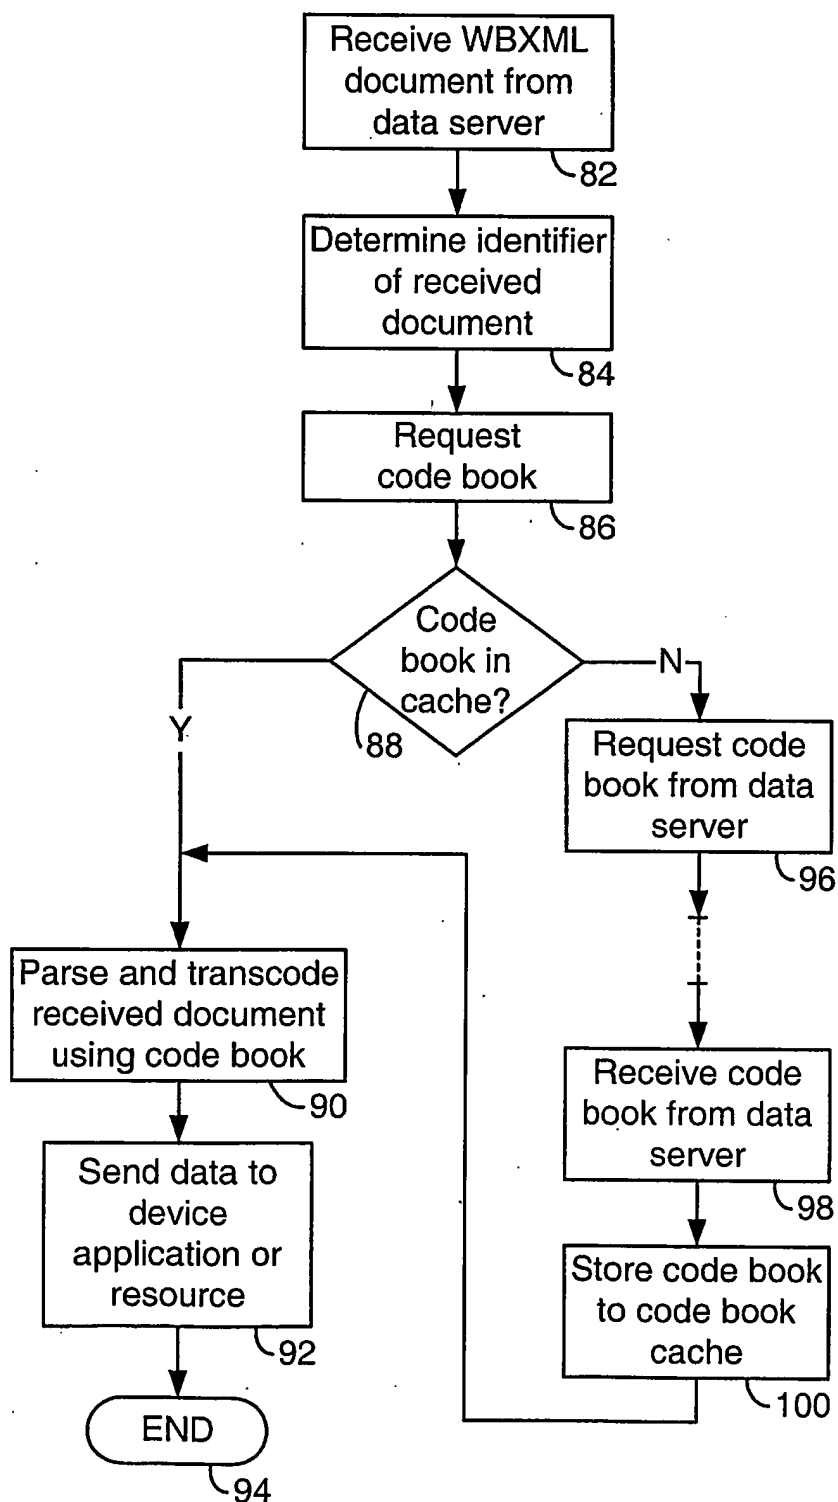 Receive WBXML
document from
data server
82
Determine identifier
of received
document
84
Request
code book
86
Code
book in
cache?
88
Y
N
Request code
book from data
server
96
Receive code
book from data
server
98
Store code book
to code book
cache
100
Parse and transcode
received document
using code book
90
Send data to
device
application or
resource
92
END
94